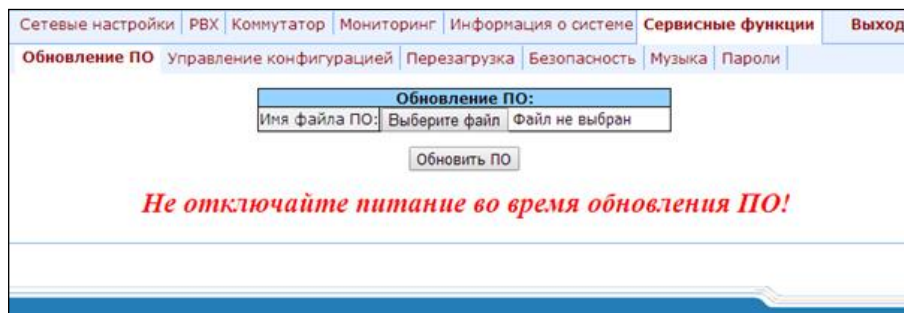 Сетевые настройки PBX Коммутатор Мониторинг Информация о системе Сервисные функции Выход
Обновление ПО Управление конфигурацией Перезагрузка Безопасность Музыка Пароли
Обновление ПО:
Имя файла ПО: Выберите файл Файл не выбран
Обновить ПО
Не отключайте питание во время обновления ПО!